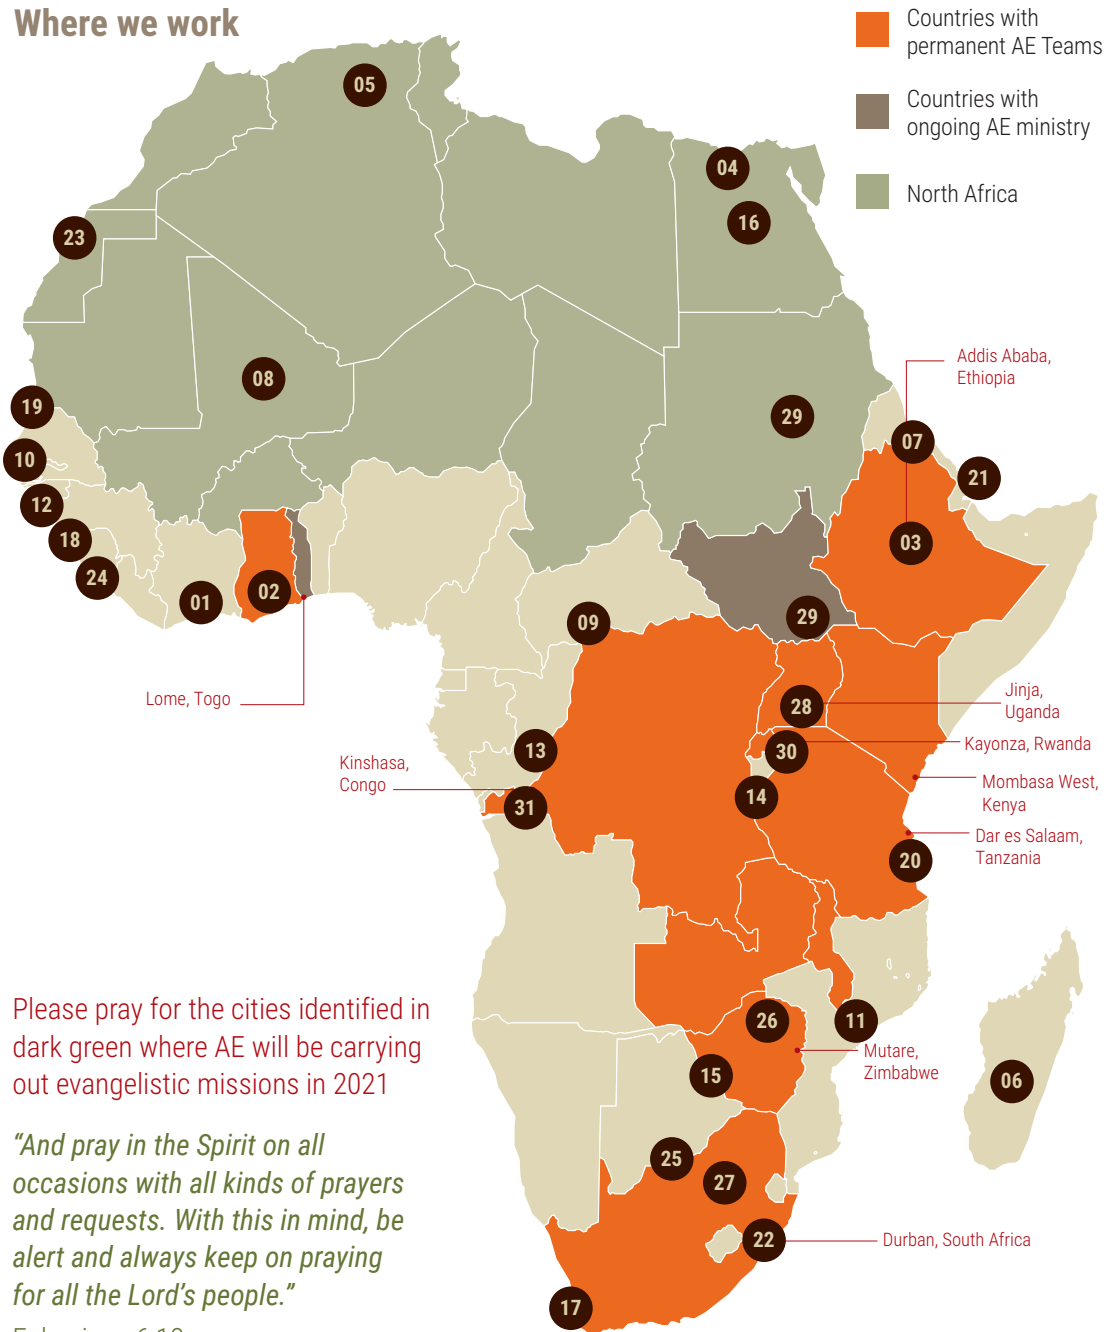 Where we work
Countries with
permanent AE Teams
Countries with
ongoing AE ministry
North Africa
05
04
16
23
08
19
29
10
07
21
12
18
03
24
01
02
09
29
28
13
30
14
31
20
26
11
15
06
25
27
22
17
Addis Ababa,
Ethiopia
Lome, Togo
Jinja,
Uganda
Kayonza, Rwanda
Kinshasa,
Congo
Mombasa West,
Kenya
Dar es Salaam,
Tanzania
Mutare,
Zimbabwe
Durban, South Africa
Please pray for the cities identified in
dark green where AE will be carrying
out evangelistic missions in 2021
“And pray in the Spirit on all
occasions with all kinds of prayers
and requests. With this in mind, be
alert and always keep on praying
for all the Lord’s people.”